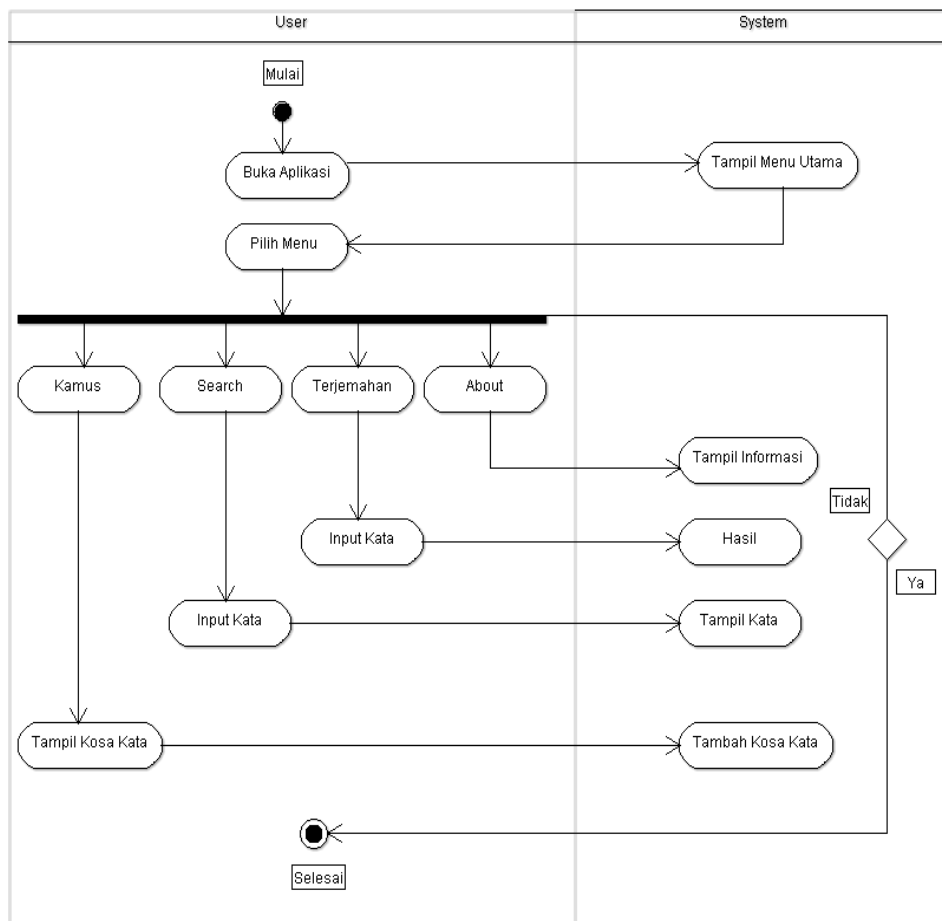 User
System
Mulai
Buka Aplikasi
Tampil Menu Utama
Pilih Menu
Kamus
Search
Terjemahan
About
Tampil Informasi
Tidak
Input Kata
Hasil
Ya
Input Kata
Tampil Kata
Tampil Kosa Kata
Tambah Kosa Kata
Selesai